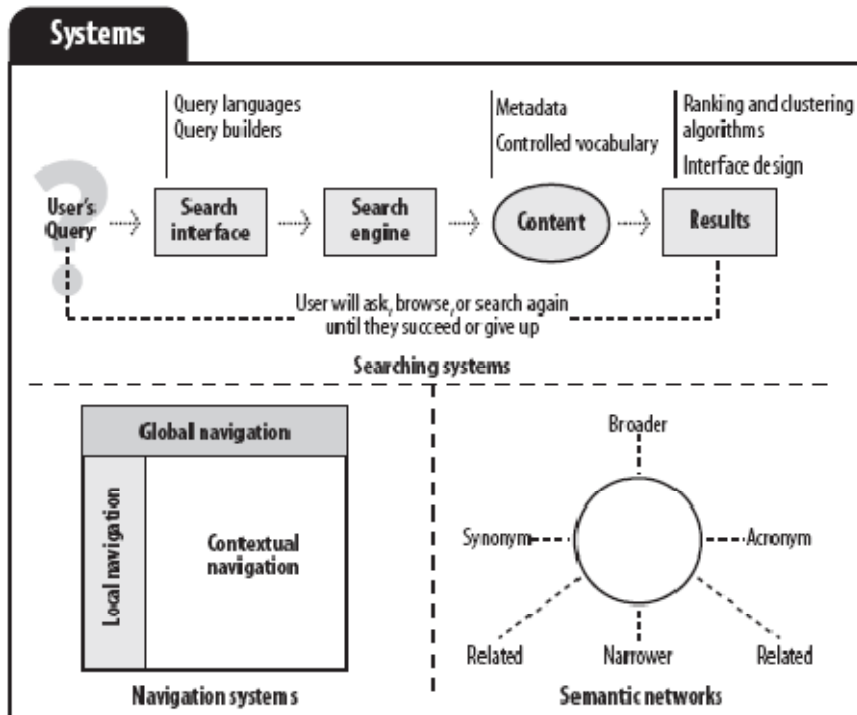 Systems
Query languages
Query builders
Metadata
Controlled vocabulary
Ranking and clustering
algorithms
Interface design
?
User's
Query
Search
interface
Search
engine
Content
Results
User will ask, browse, or search again
until they succeed or give up
Searching systems
Global navigation
Local navigation
Contextual
navigation
Navigation systems
Broader
Synonym
Acronym
Related
Narrower
Related
Semantic networks